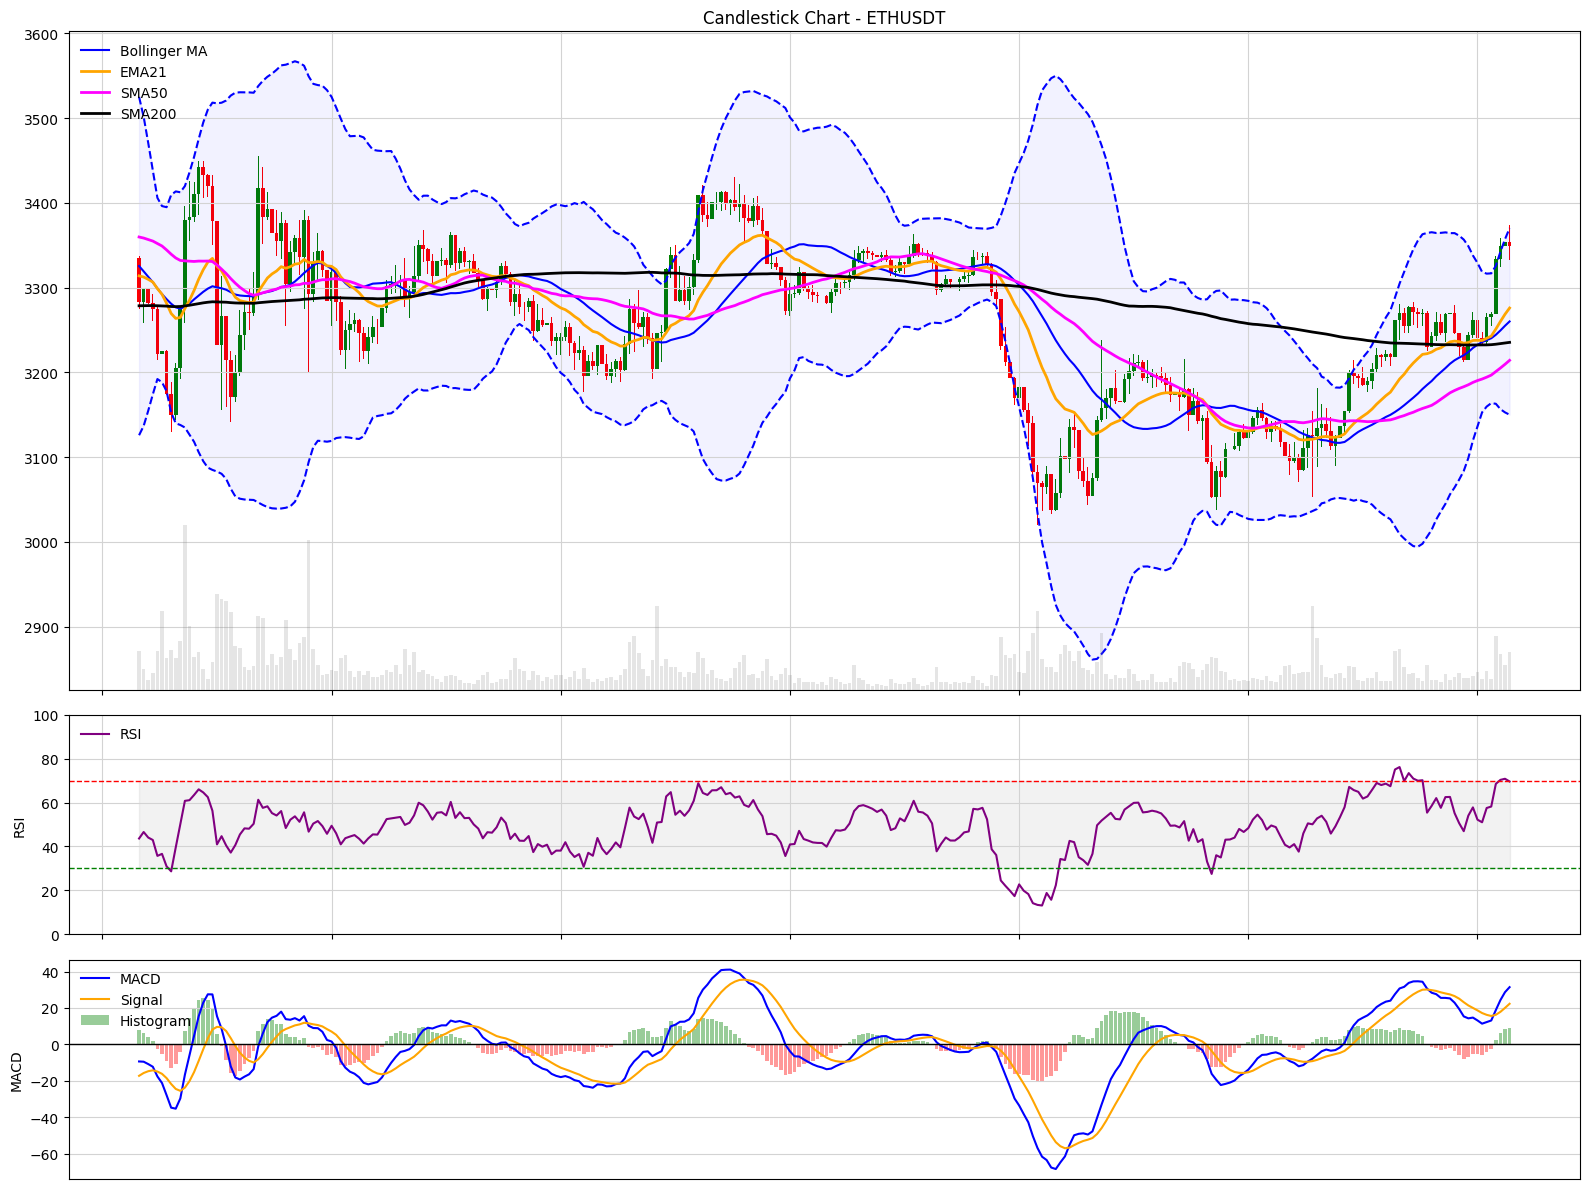 Candlestick Chart - ETHUSDT
3600
3500
3400
3300
3200
3100
3000
2900
Bollinger MA
EMA21
SMA50
SMA200
100
80
60
40
20
0
RSI
RSI
40
20
0
−20
−40
−60
MACD
MACD
Signal
Histogram